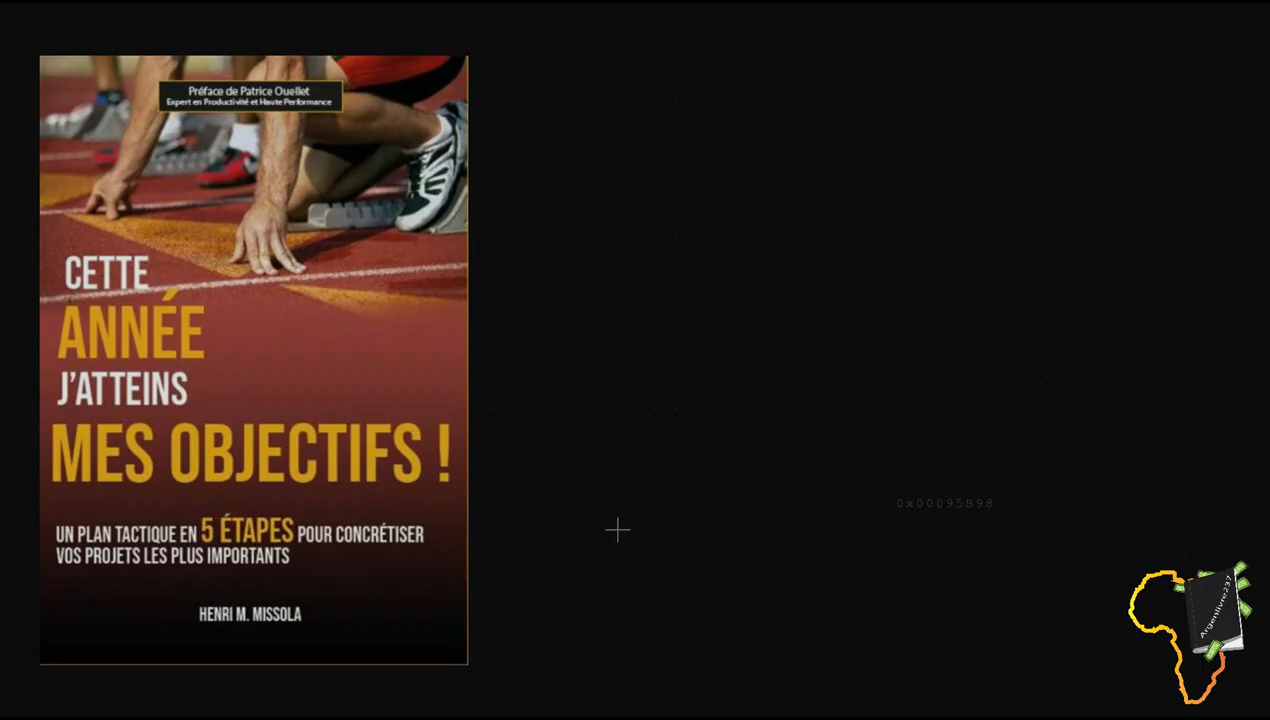 Préface de Patrice Ouellet
Expert en Productivité et Haute Performance
CETTE
ANNÉE
J'ATTEINS
MES OBJECTIFS !
UN PLAN TACTIQUE EN 5 ÉTAPES POUR CONCRÉTISER
VOS PROJETS LES PLUS IMPORTANTS
HENRI M. MISSOLA
0x00095B98
Argenlivre237